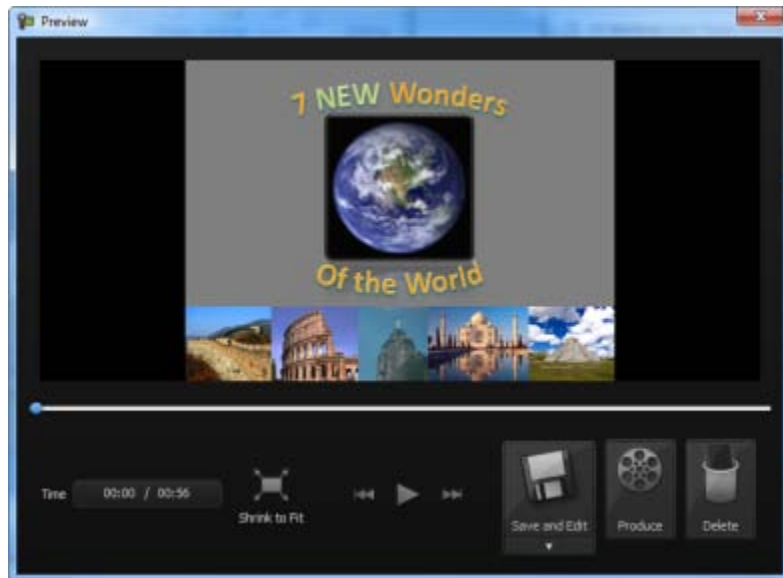 Preview
7 NEW Wonders
Of the World
Time 00:00 / 00:56
Shrink to Fit
Save and Edit
Produce
Delete